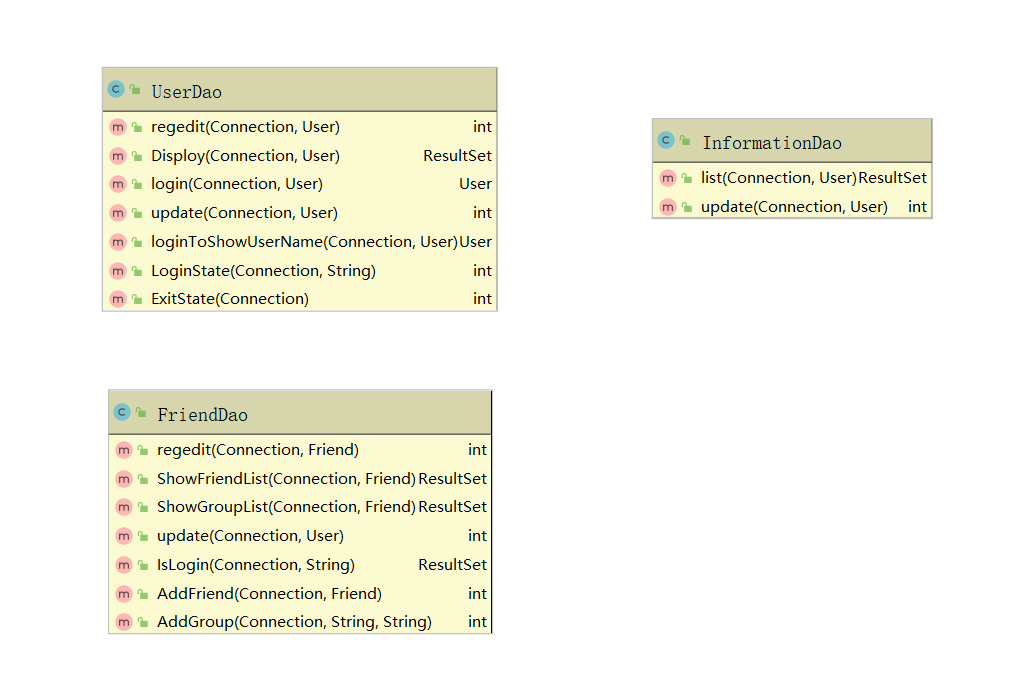 UserDao
regedit(Connection, User) int
Disploy(Connection, User) ResultSet
login(Connection, User) User
update(Connection, User) int
loginToShowUserName(Connection, User) User
LoginState(Connection, String) int
ExitState(Connection) int
InformationDao
list(Connection, User) ResultSet
update(Connection, User) int
FriendDao
regedit(Connection, Friend) int
ShowFriendList(Connection, Friend) ResultSet
ShowGroupList(Connection, Friend) ResultSet
update(Connection, User) int
IsLogin(Connection, String) ResultSet
AddFriend(Connection, Friend) int
AddGroup(Connection, String, String) int